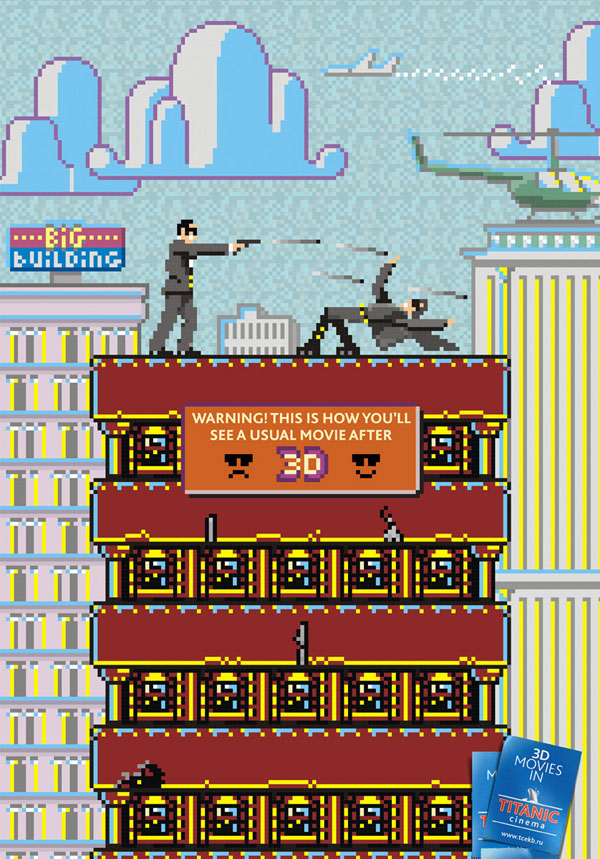 BiG
bUiLDiNG
WARNING! THIS IS HOW YOU'LL
SEE A USUAL MOVIE AFTER
3D
3D
MOVIES
IN
TITANIC
cinema
www.tcekb.ru